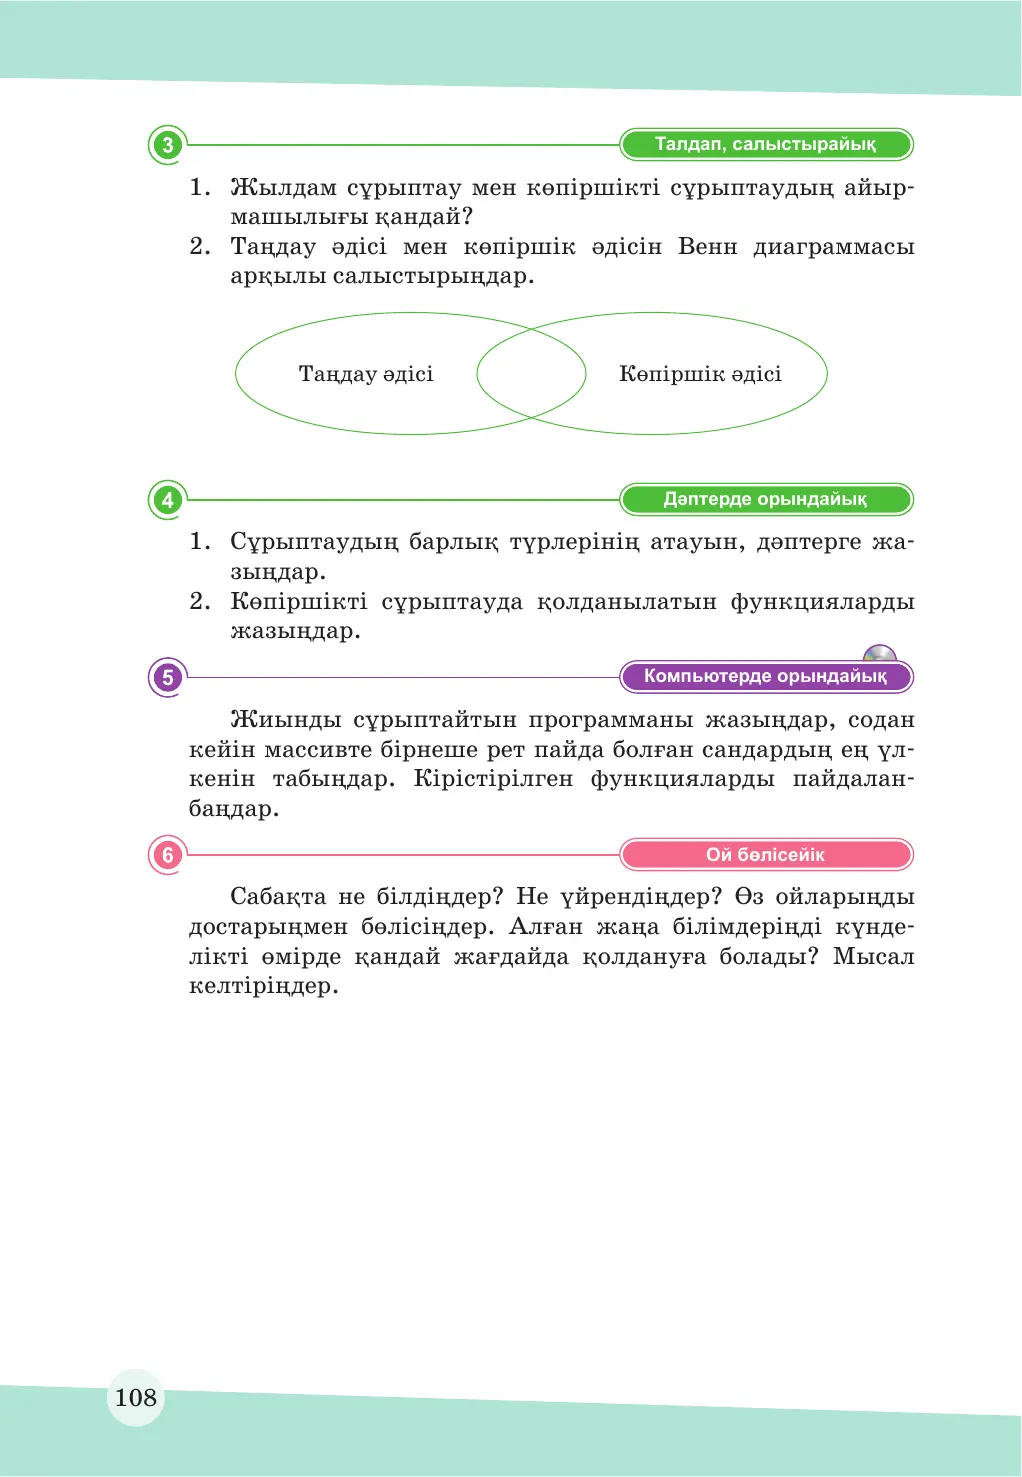 3
Талдап, салыстырайық
1. Жылдам сұрыптау мен көпіршікті сұрыптаудың айыр-
машылығы қандай?
2. Таңдау әдісі мен көпіршік әдісін Венн диаграммасы
арқылы салыстырыңдар.
Таңдау әдісі
Көпіршік әдісі
4
Дәптерде орындайық
1. Сұрыптаудың барлық түрлерінің атауын, дәптерге жа-
зыңдар.
2. Көпіршікті сұрыптауда қолданылатын функцияларды
жазыңдар.
5
Компьютерде орындайық
Жиынды сұрыптайтын программаны жазыңдар, содан
кейін массивте бірнеше рет пайда болған сандардың ең үл-
кенін табыңдар. Кірістірілген функцияларды пайдалан-
баңдар.
6
Ой бөлісейік
Сабақта не білдіңдер? Не үйрендіңдер? Өз ойларыңды
достарыңмен бөлісіңдер. Алған жаңа білімдеріңді күнде-
лікті өмірде қандай жағдайда қолдануға болады? Мысал
келтіріңдер.
108